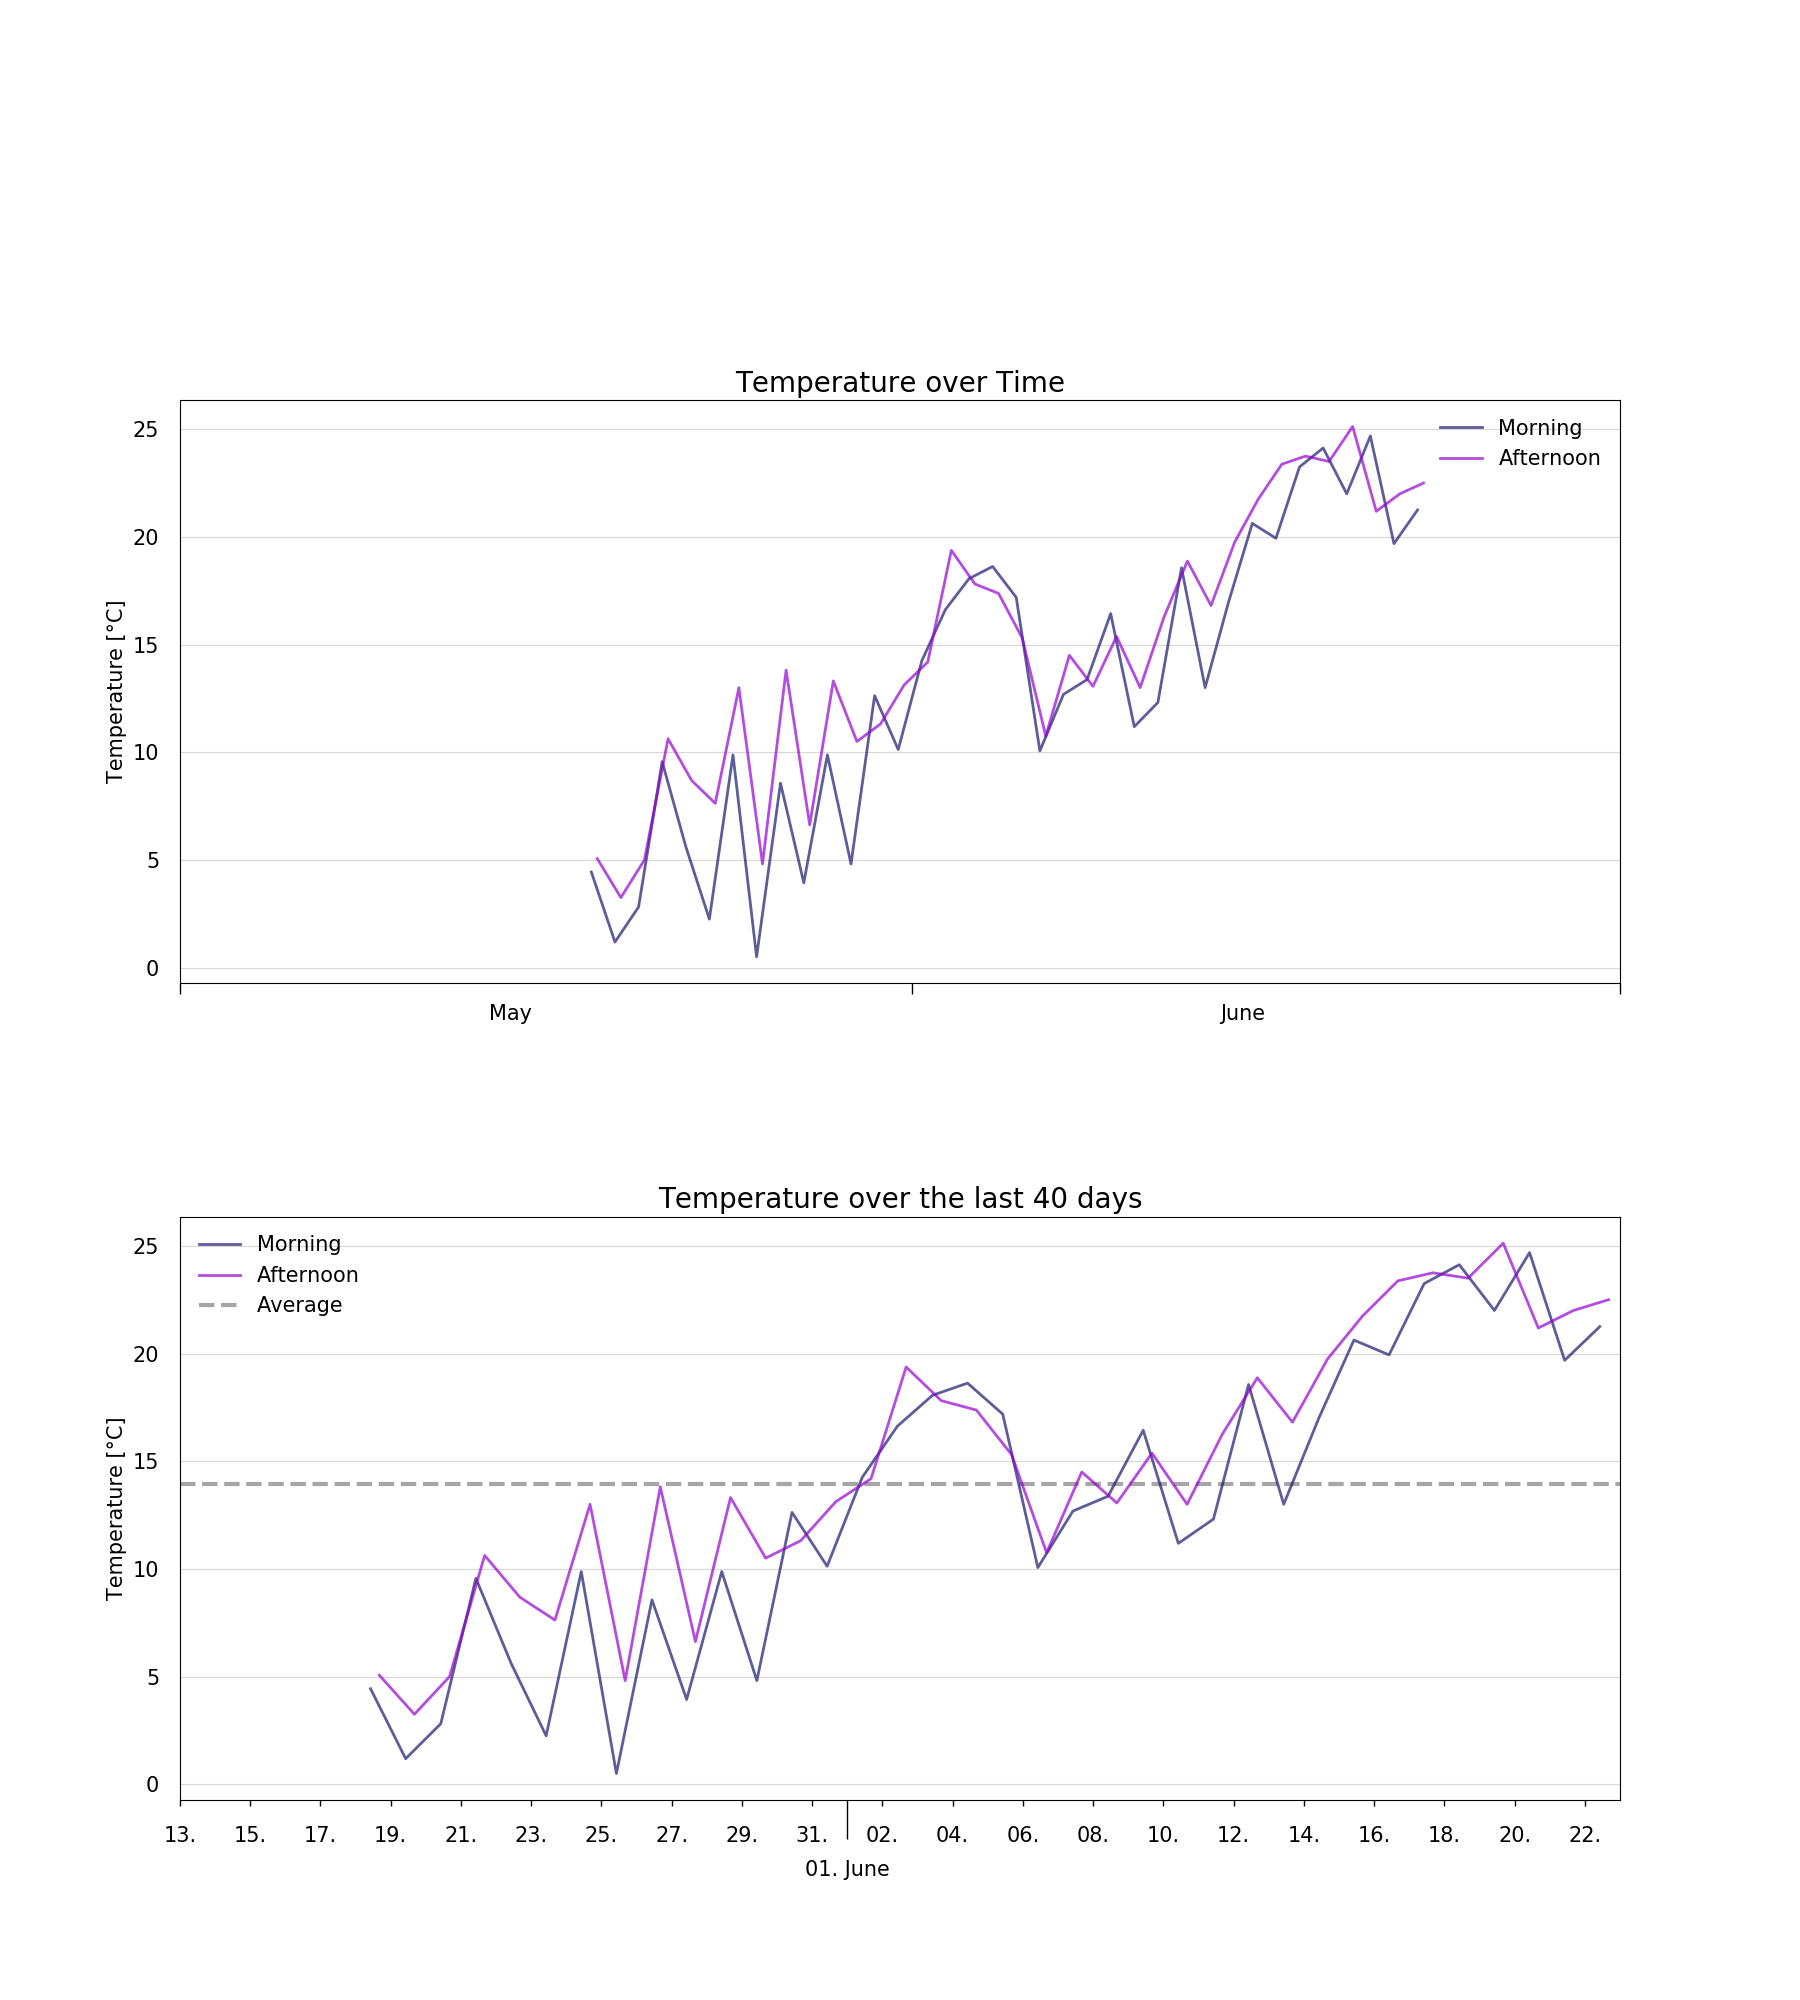 Temperature over Time
25
20
15
10
5
0
Temperature [°C]
Morning
Afternoon
May June
Temperature over the last 40 days
25
20
15
10
5
0
Temperature [°C]
Morning
Afternoon
Average
13. 15. 17. 19. 21. 23. 25. 27. 29. 31. 02. 04. 06. 08. 10. 12. 14. 16. 18. 20. 22.
01. June